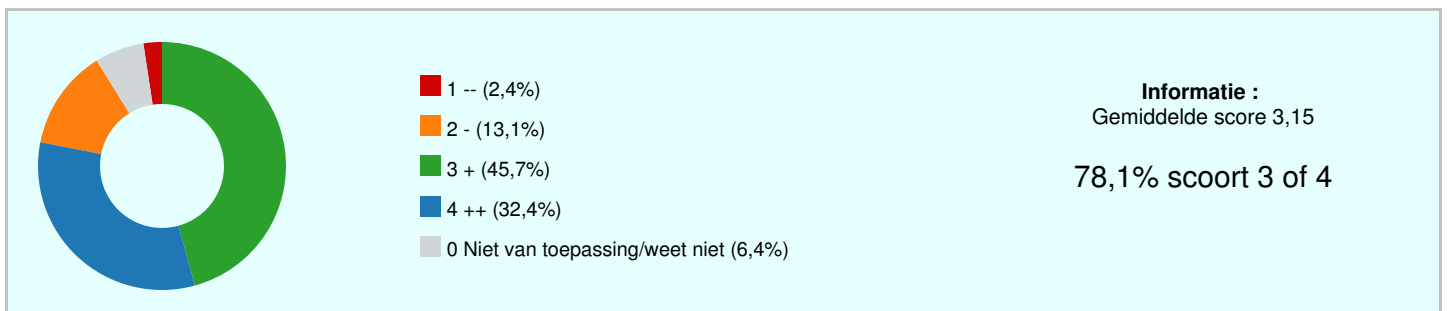 1 -- (2,4%)
2 - (13,1%)
3 + (45,7%)
4 ++ (32,4%)
0 Niet van toepassing/weet niet (6,4%)
Informatie :
Gemiddelde score 3,15
78,1% scoort 3 of 4